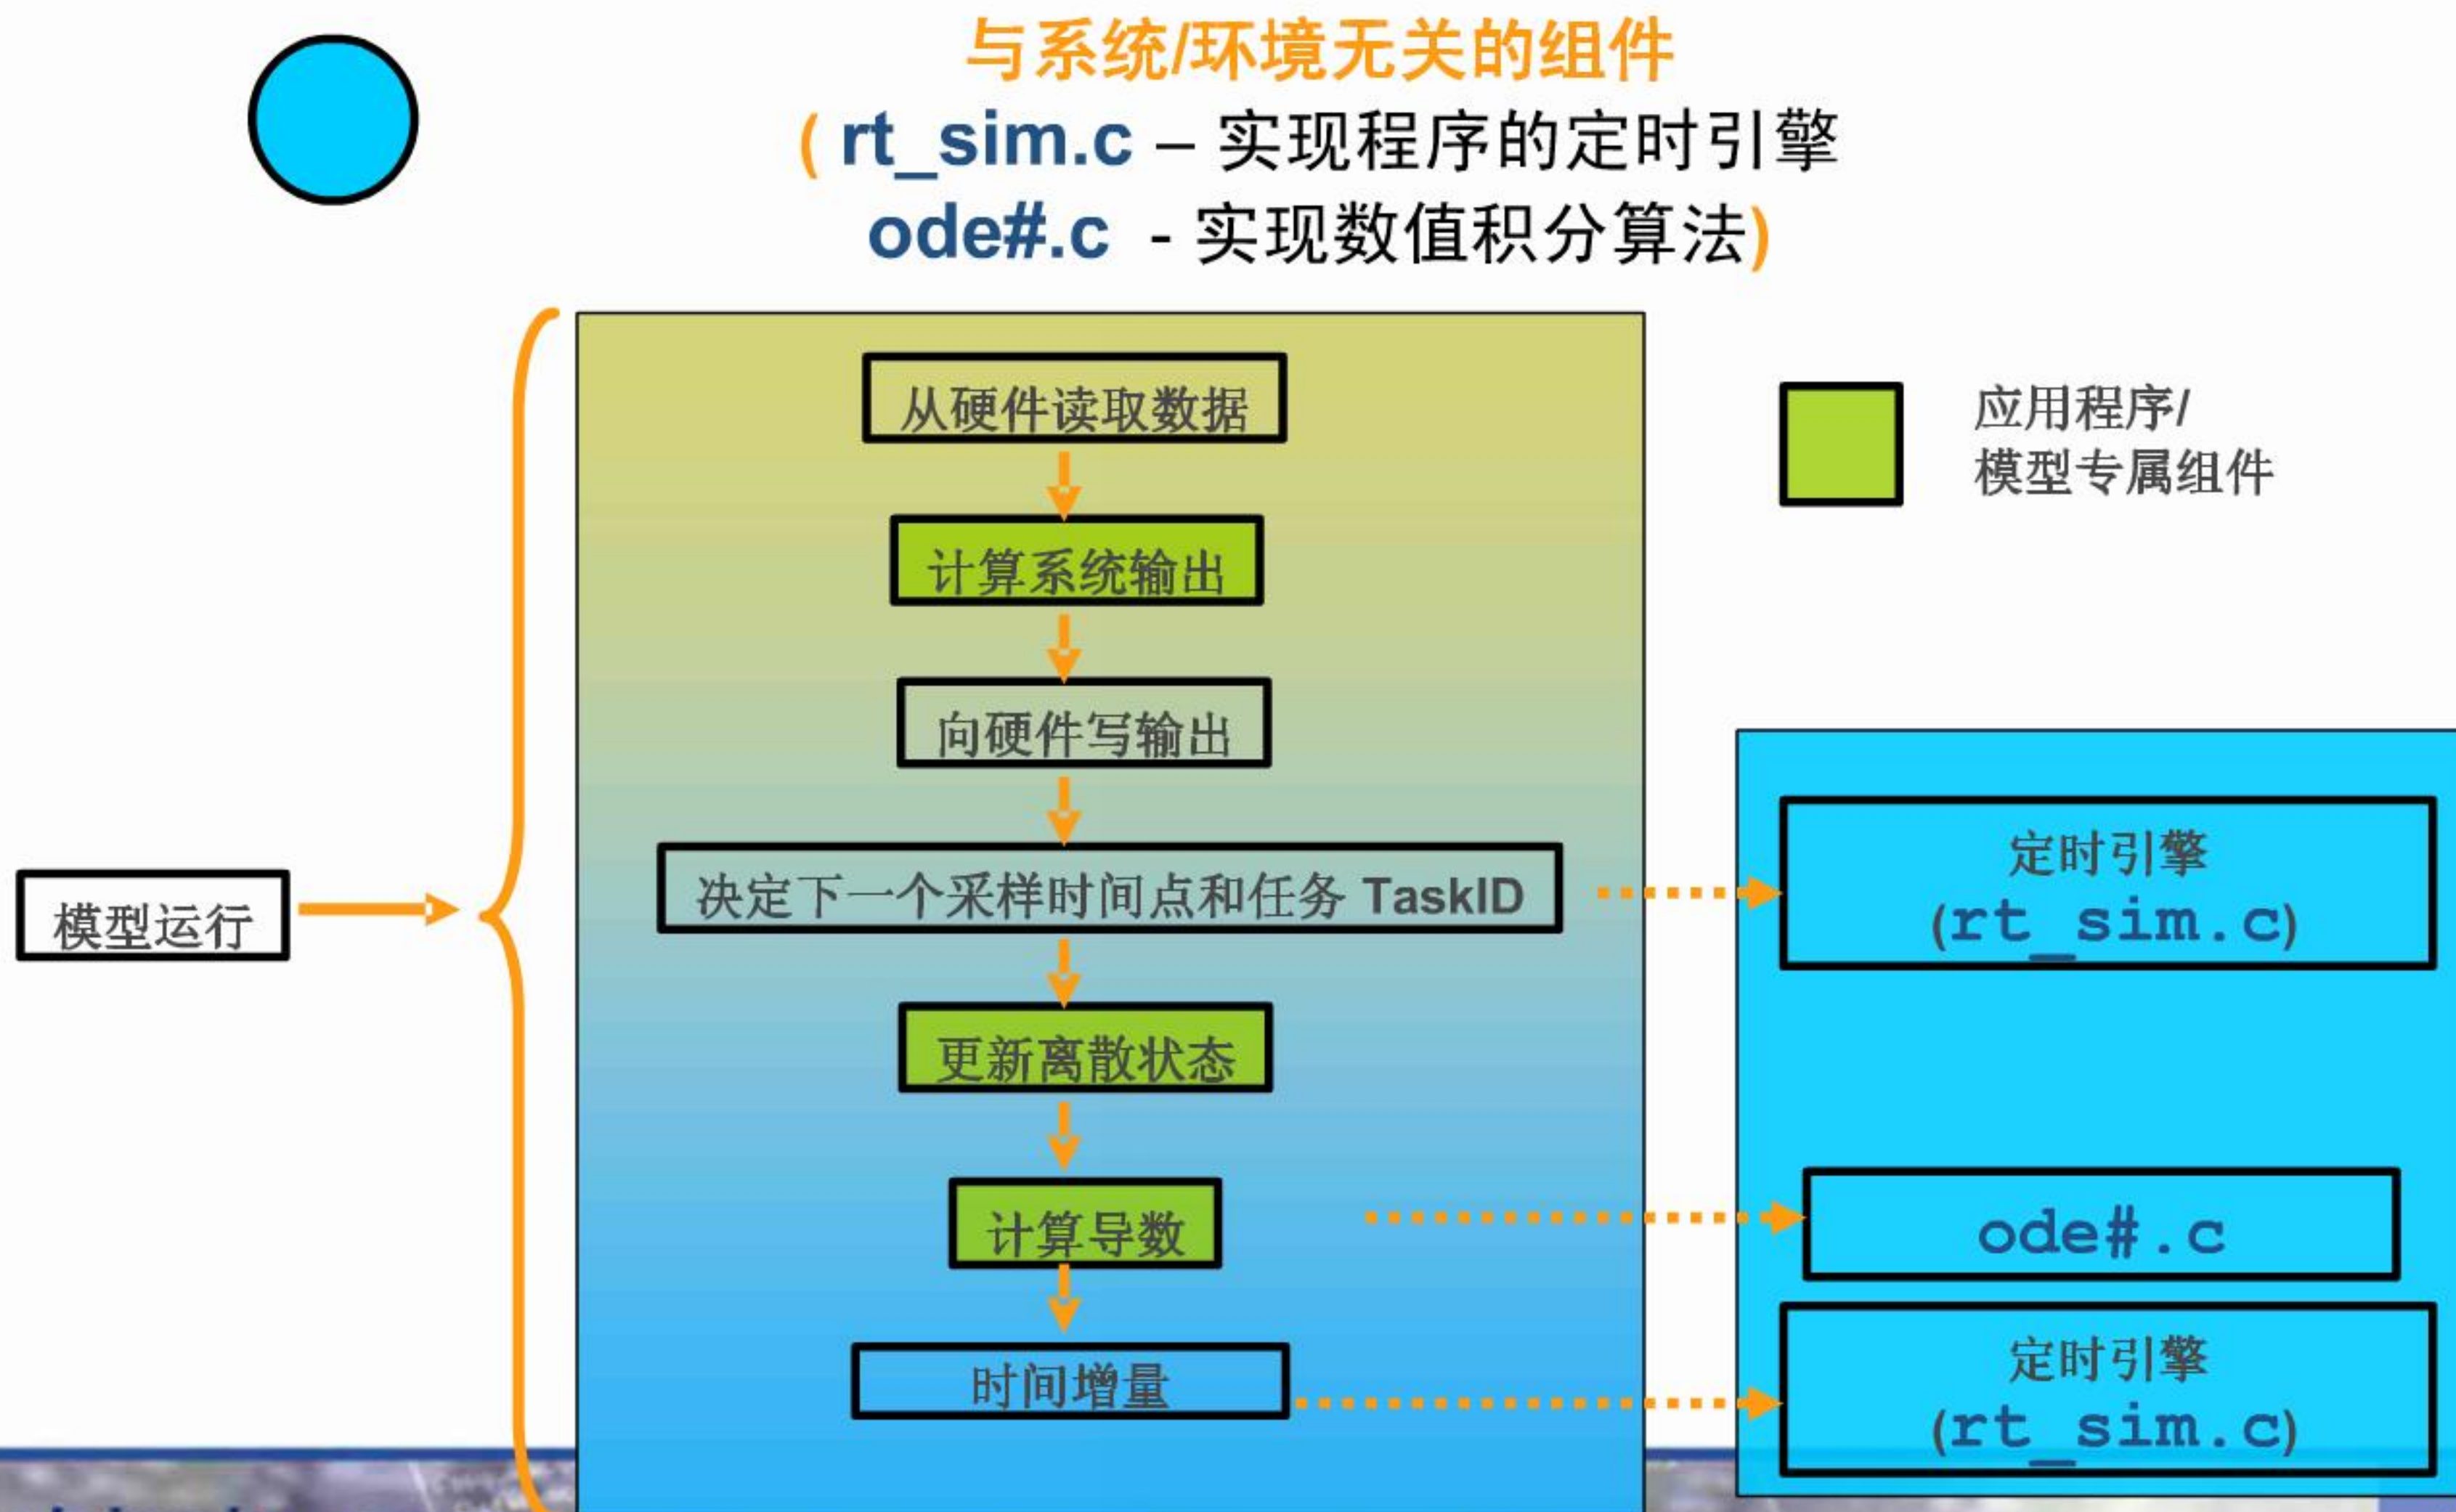 与系统/环境无关的组件
( rt_sim.c – 实现程序的定时引擎
ode#.c - 实现数值积分算法)
从硬件读取数据
应用程序/
模型专属组件
计算系统输出
向硬件写输出
模型运行
决定下一个采样时间点和任务 TaskID
定时引擎
(rt_sim.c)
更新离散状态
计算导数
ode#.c
时间增量
定时引擎
(rt_sim.c)